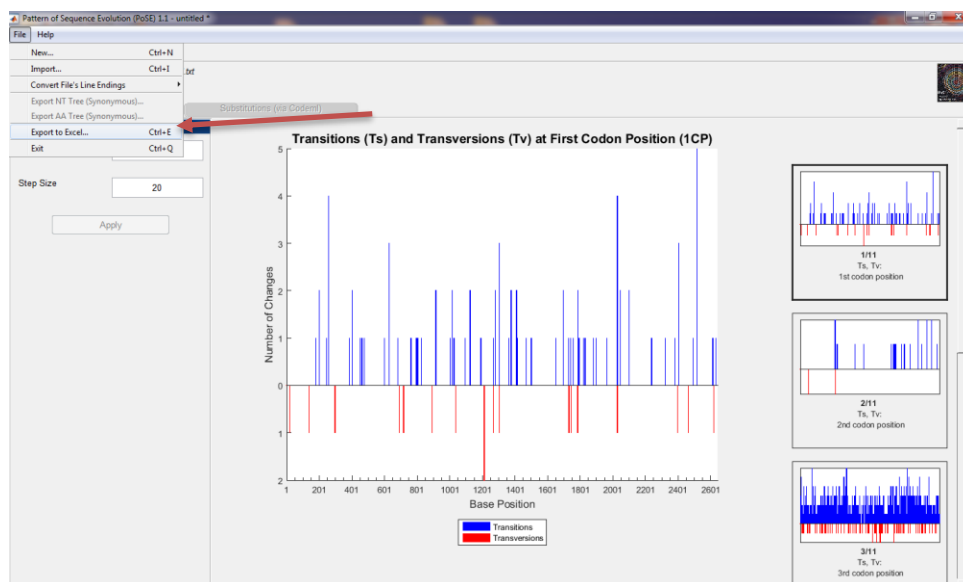 Pattern of Sequence Evolution (PoSE) 1.1 - untitled *
File Help
New... Ctrl+N
Import... Ctrl+I
.txt
Convert File's Line Endings
Export NT Tree (Synonymous)...
Export AA Tree (Synonymous)...
Substitutions (via Codeml)
Export to Excel... Ctrl+E
Exit Ctrl+Q
Step Size 20
Apply
Transitions (Ts) and Transversions (Tv) at First Codon Position (1CP)
5
4
3
2
1
0
1
2
Number of Changes
1 201 401 601 801 1001 1201 1401 1601 1801 2001 2201 2401 2601
Base Position
Transitions
Transversions
1/11
Ts, Tv:
1st codon position
2/11
Ts, Tv:
2nd codon position
3/11
Ts, Tv:
3rd codon position